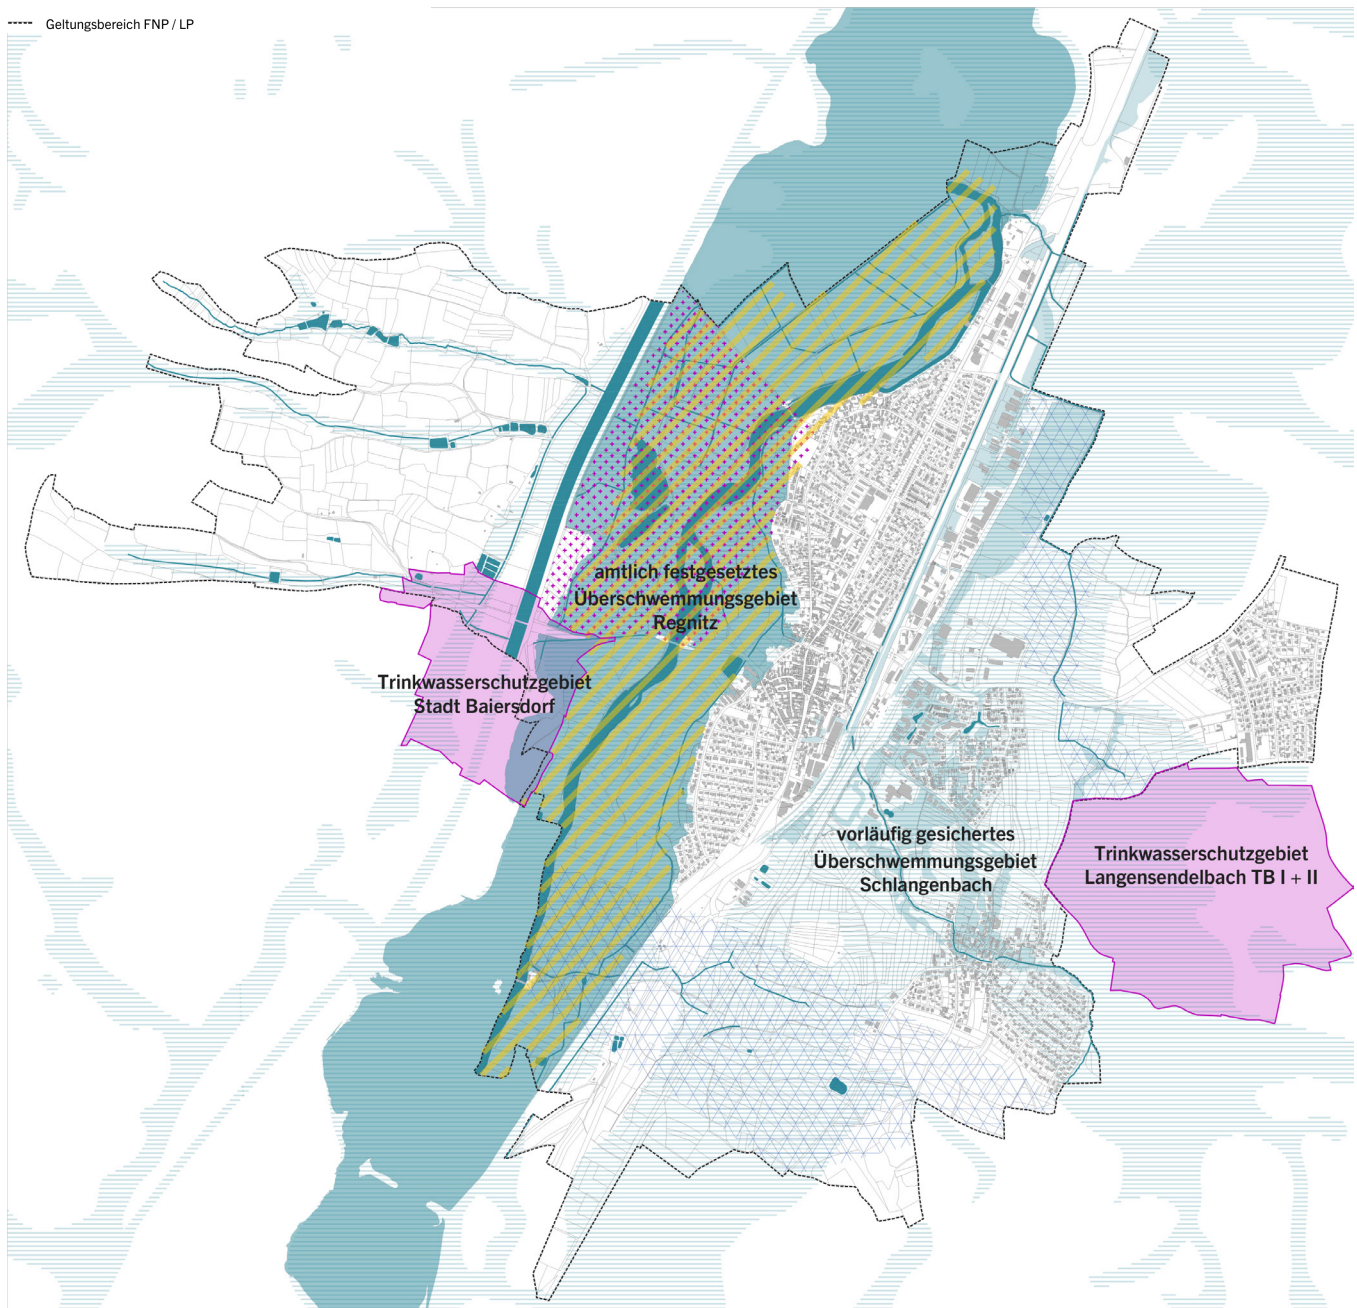 Geltungsbereich FNP / LP
amtlich festgesetztes
Überschwemmungsgebiet
Regnitz
Trinkwasserschutzgebiet
Stadt Baiersdorf
vorläufig gesichertes
Überschwemmungsgebiet
Schlangenbach
Trinkwasserschutzgebiet
Langensendelbach TB I + II